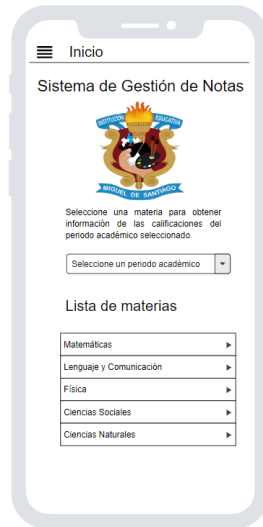 Inicio
Sistema de Gestión de Notas
INSTITUCIÓN EDUCATIVA
MIGUEL DE SANTIAGO
Seleccione una materia para obtener
información de las calificaciones del
periodo académico seleccionado.
Seleccione un periodo académico
Lista de materias
Matemáticas
Lenguaje y Comunicación
Física
Ciencias Sociales
Ciencias Naturales